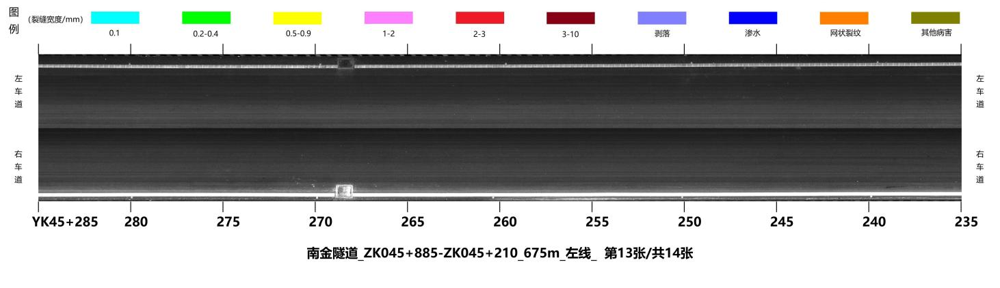 图例
(裂缝宽度/mm)
0.1
0.2-0.4
0.5-0.9
1-2
2-3
3-10
剥落
渗水
网状裂纹
其他病害
左车道
左车道
右车道
右车道
YK45+285 280 275 270 265 260 255 250 245 240 235
南金隧道_ZK045+885-ZK045+210_675m_左线_ 第13张/共14张